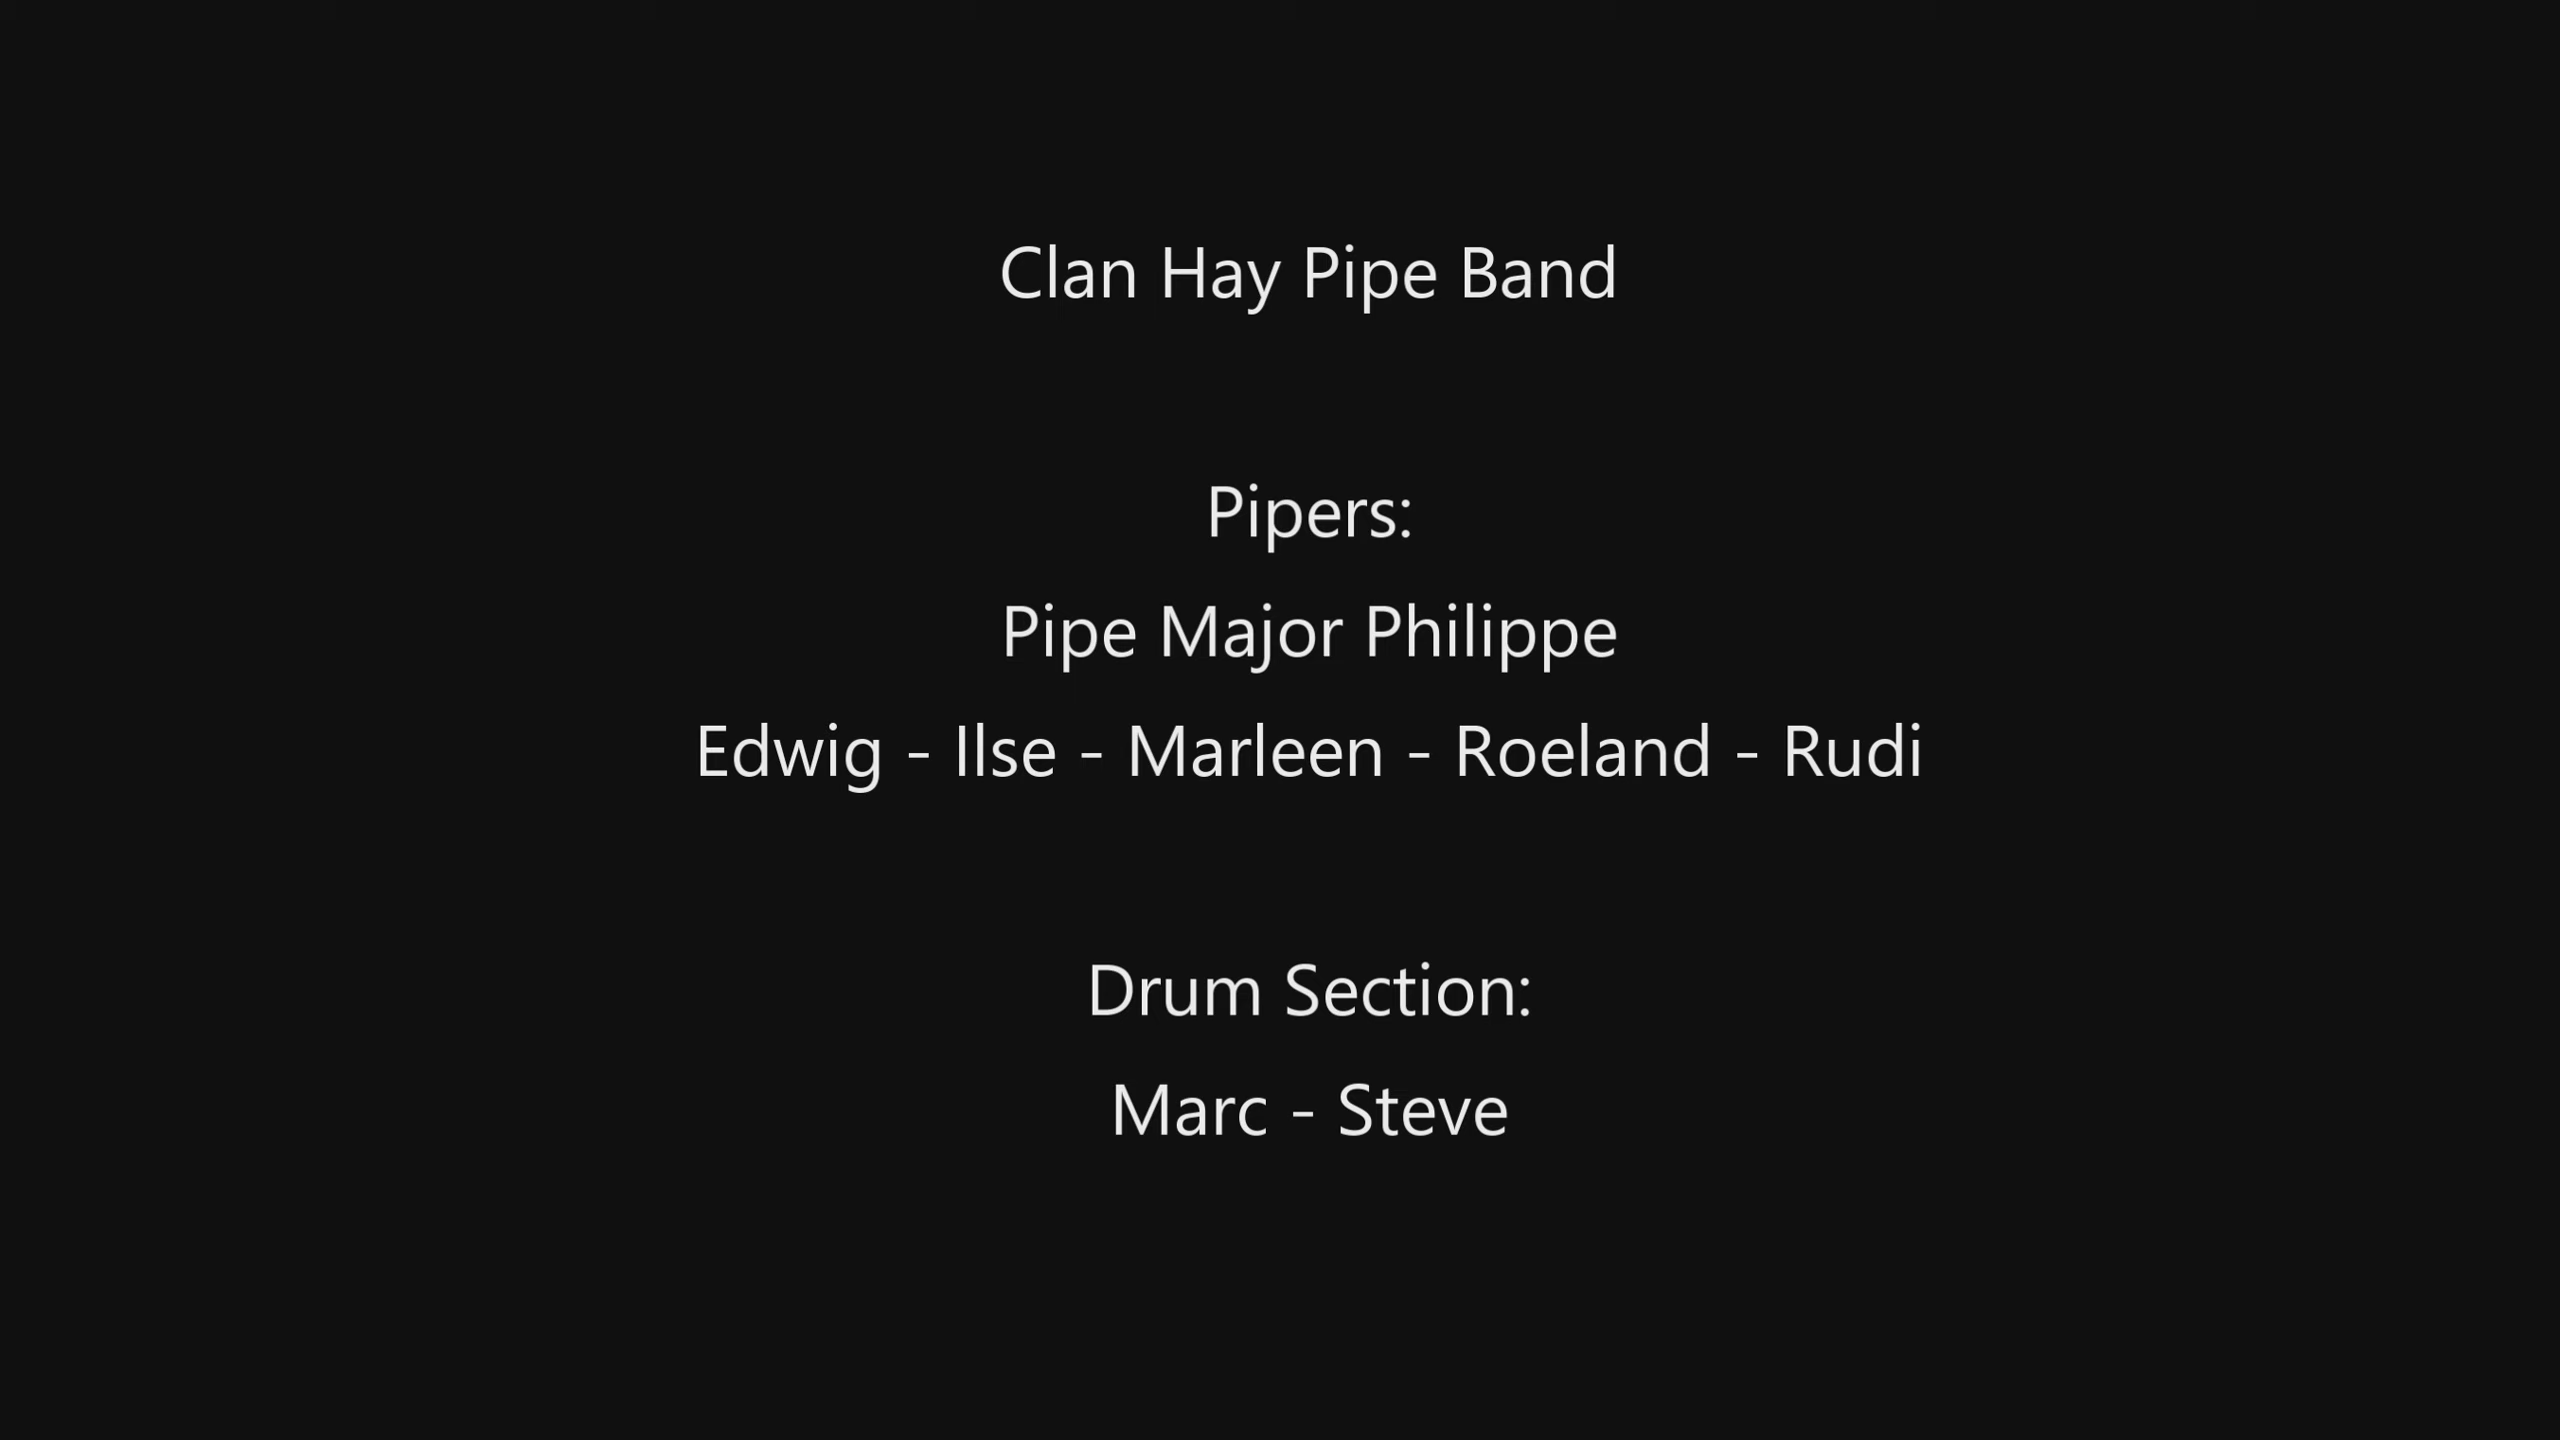 Clan Hay Pipe Band
Pipers:
Pipe Major Philippe
Edwig - Ilse - Marleen - Roeland - Rudi
Drum Section:
Marc - Steve